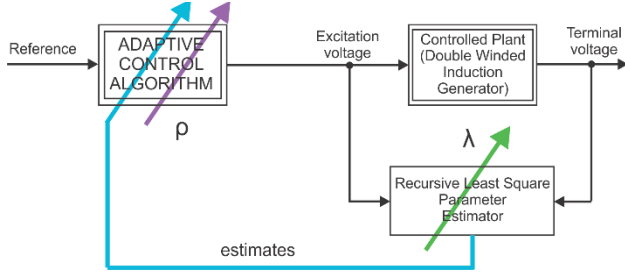 Reference
ADAPTIVE
CONTROL
ALGORITHM
ρ
Excitation
voltage
Controlled Plant
(Double Winded
Induction
Generator)
Terminal
voltage
λ
Recursive Least Square
Parameter
Estimator
estimates